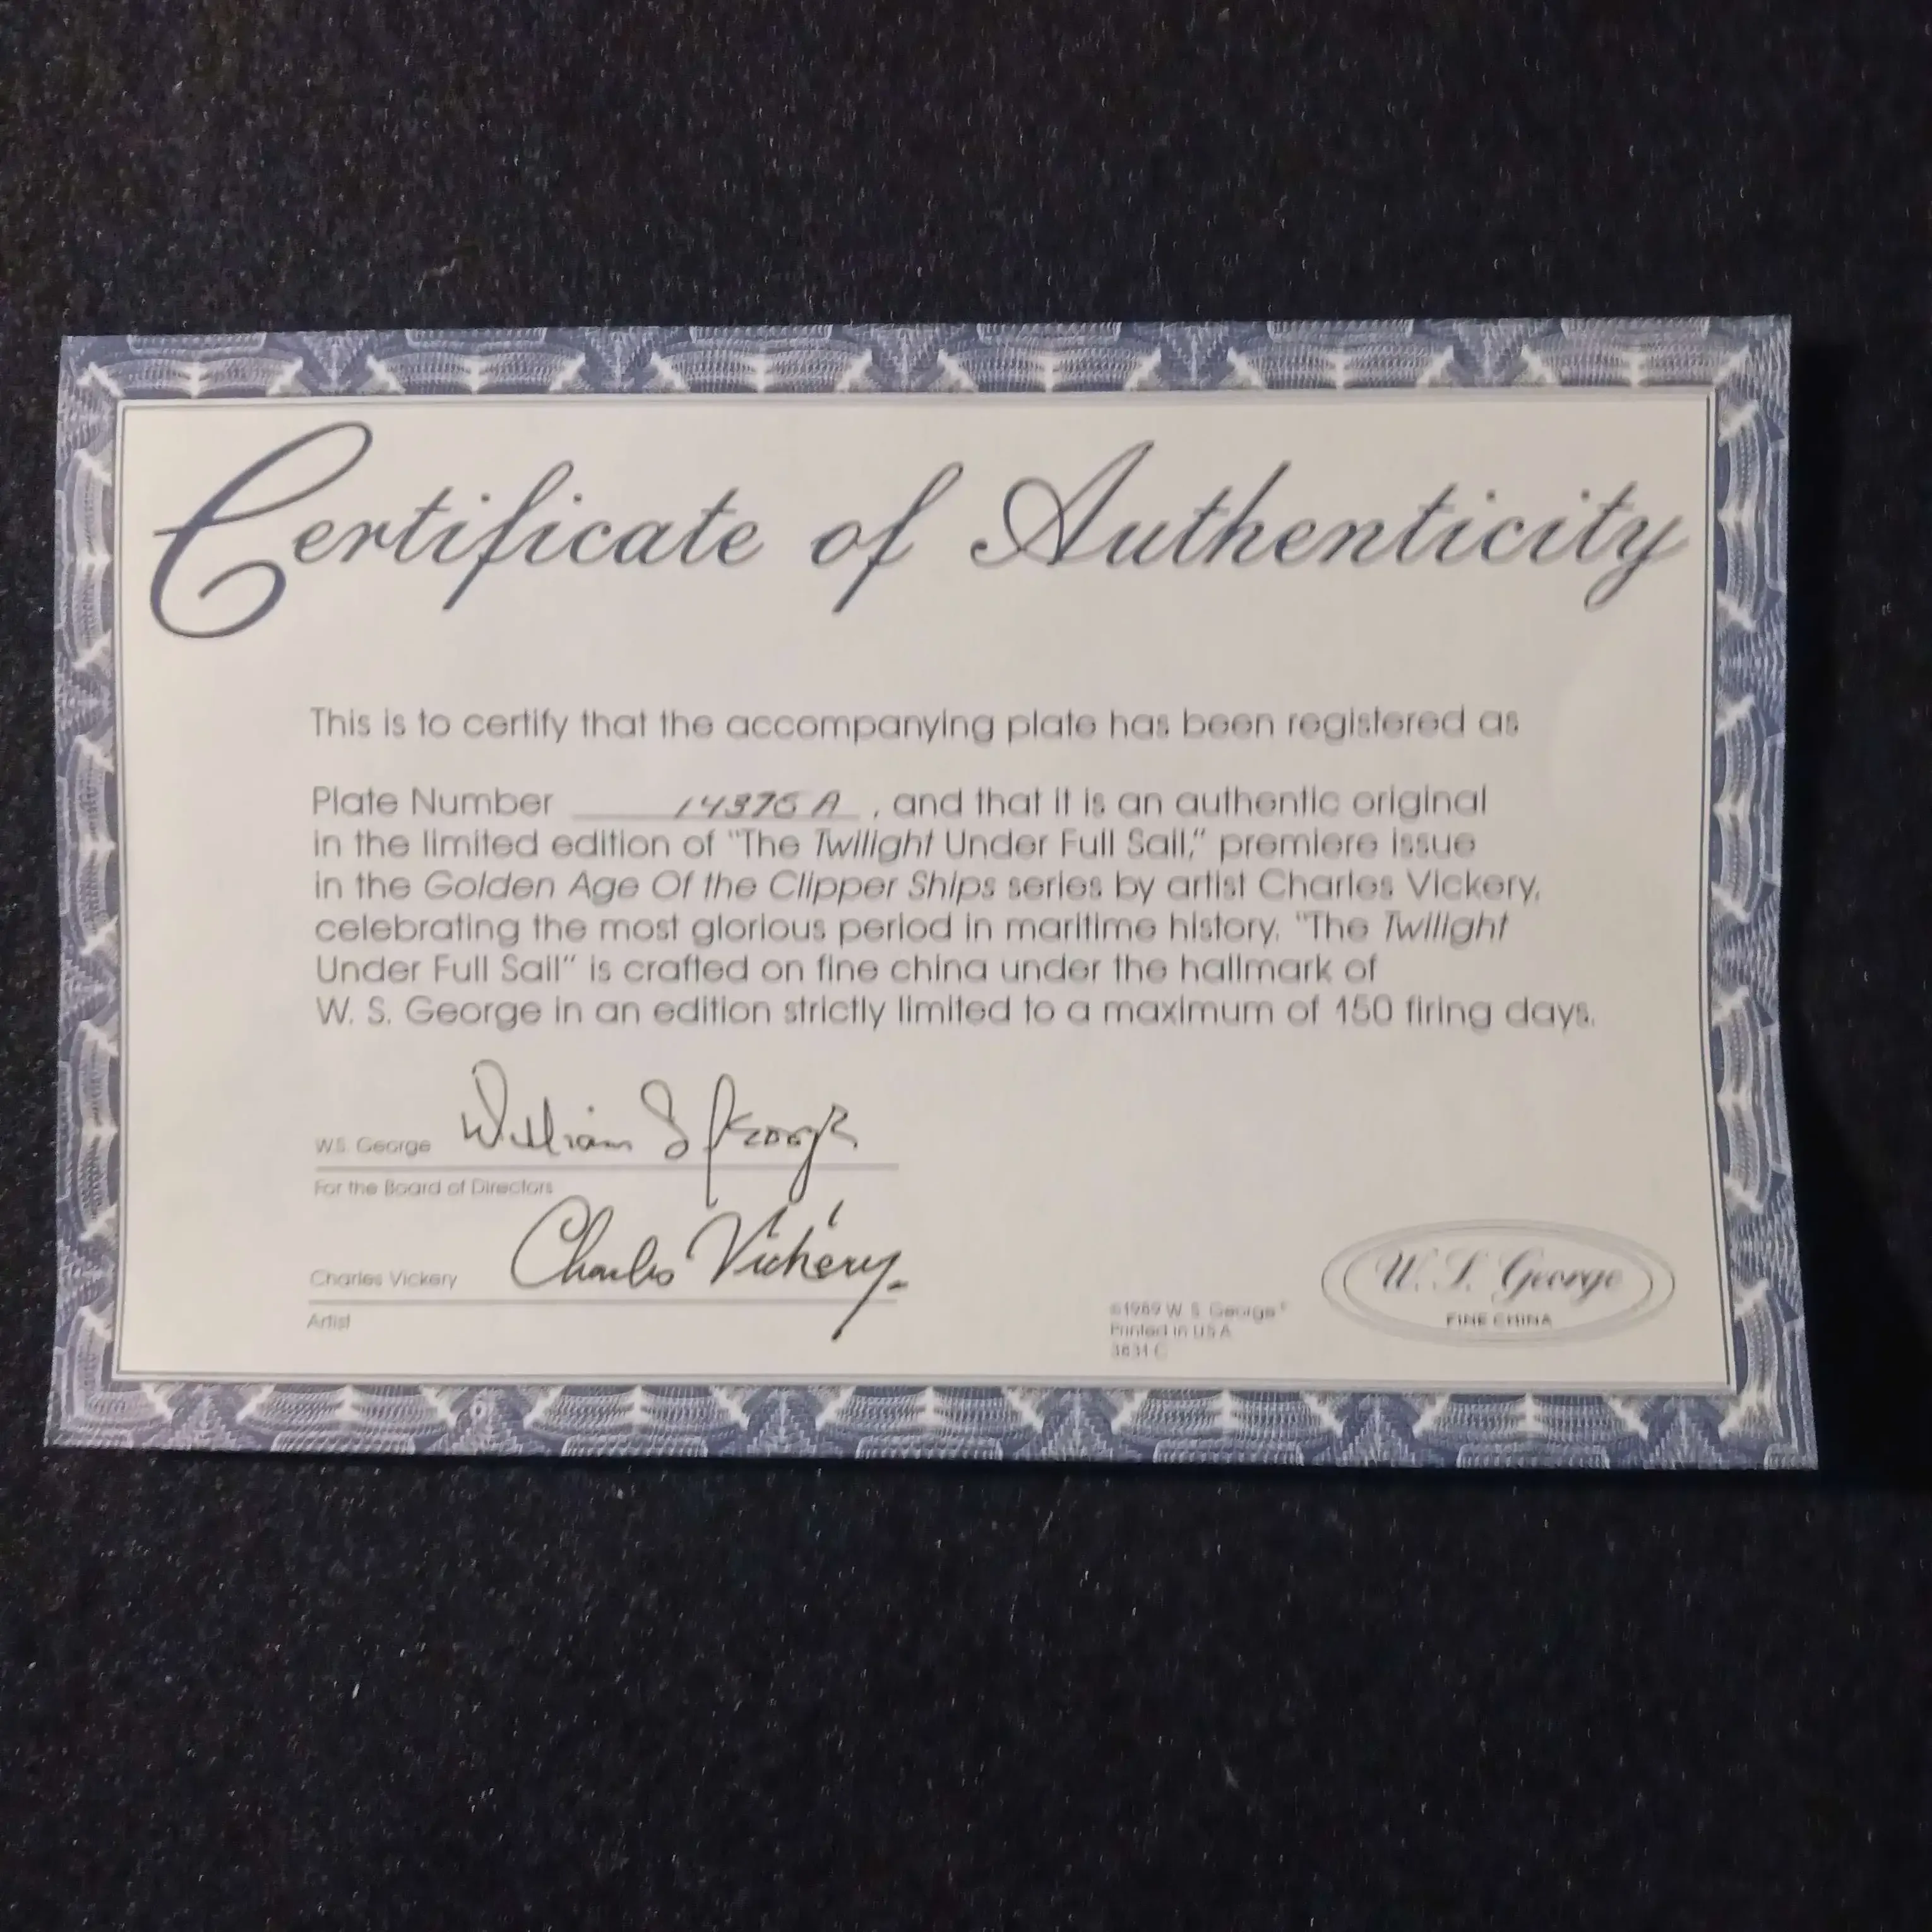 Certificate of Authenticity
This is to certify that the accompanying plate has been registered as
Plate Number 14375 A, and that it is an authentic original
in the limited edition of "The Twilight Under Full Sail," premiere issue
in the Golden Age Of the Clipper Ships series by artist Charles Vickery,
celebrating the most glorious period in maritime history. "The Twilight
Under Full Sail" is crafted on fine china under the hallmark of
W. S. George in an edition strictly limited to a maximum of 150 firing days.
W.S. George William S George
For the Board of Directors
Charles Vickery Charles Vickery
Artist
©1989 W. S. George®
Printed in USA
3631 C
W. S. George
FINE CHINA